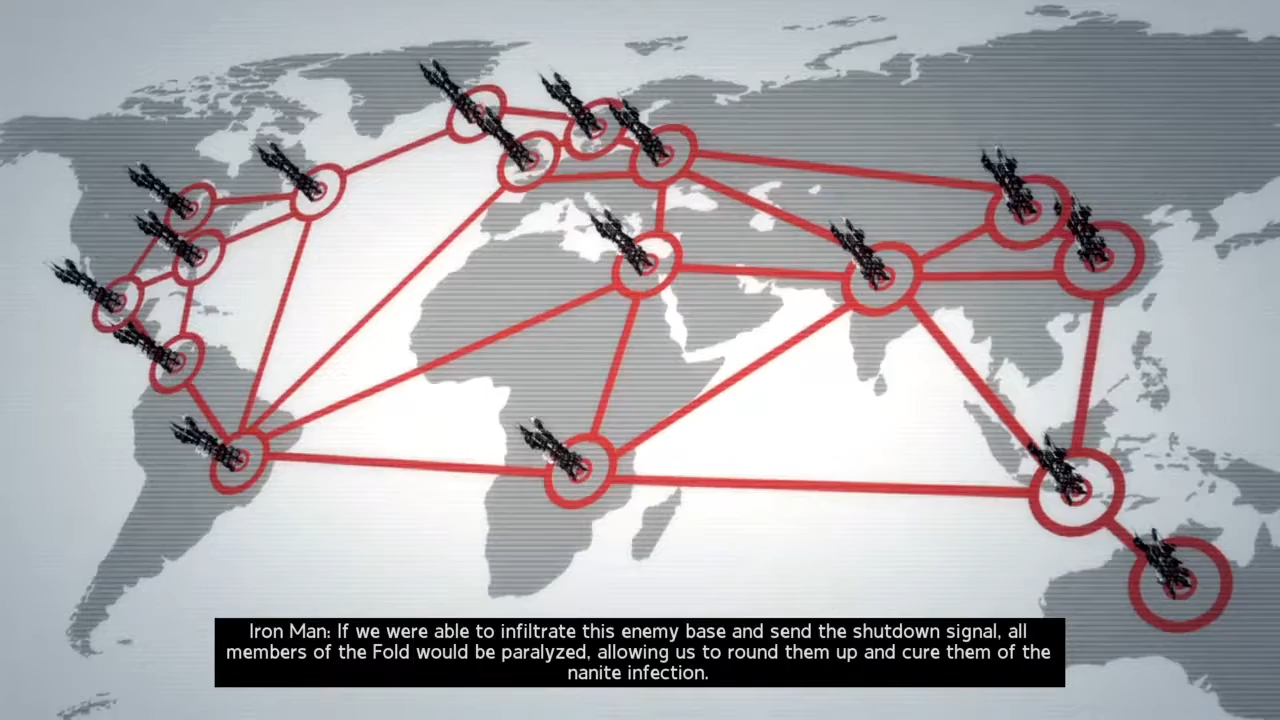 Iron Man: If we were able to infiltrate this enemy base and send the shutdown signal, all
members of the Fold would be paralyzed, allowing us to round them up and cure them of the
nanite infection.